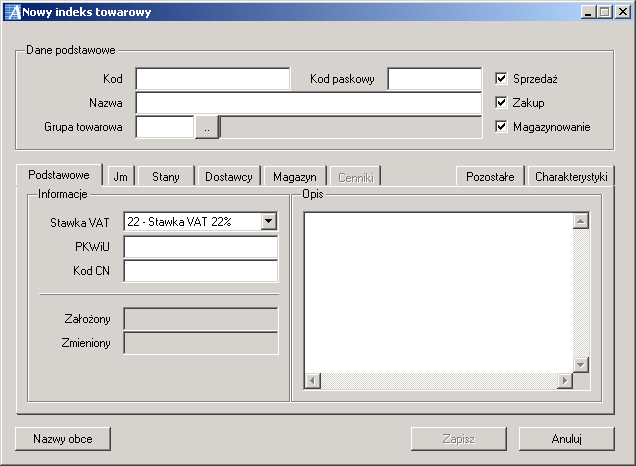 Nowy indeks towarowy
Dane podstawowe
Kod
Kod paskowy
Sprzedaż
Nazwa
Zakup
Grupa towarowa
..
Magazynowanie
Podstawowe
Jm
Stany
Dostawcy
Magazyn
Cenniki
Pozostałe
Charakterystyki
Informacje
Opis
Stawka VAT
22 - Stawka VAT 22%
PKWiU
Kod CN
Założony
Zmieniony
Nazwy obce
Zapisz
Anuluj